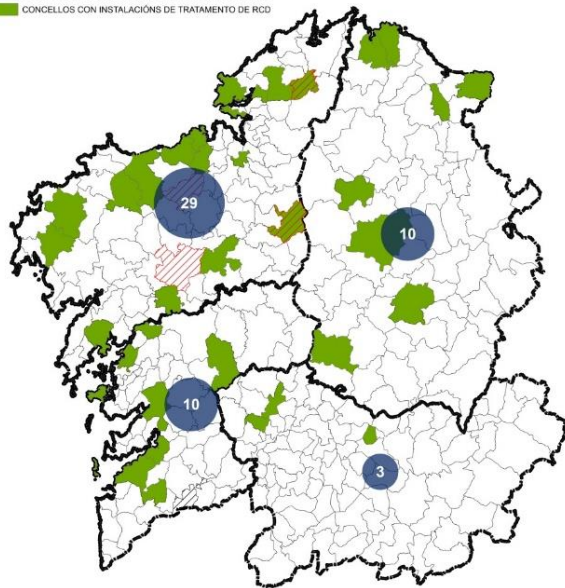 CONCELLOS CON INSTALACIÓNS DE TRATAMENTO DE RCD
29
10
10
3